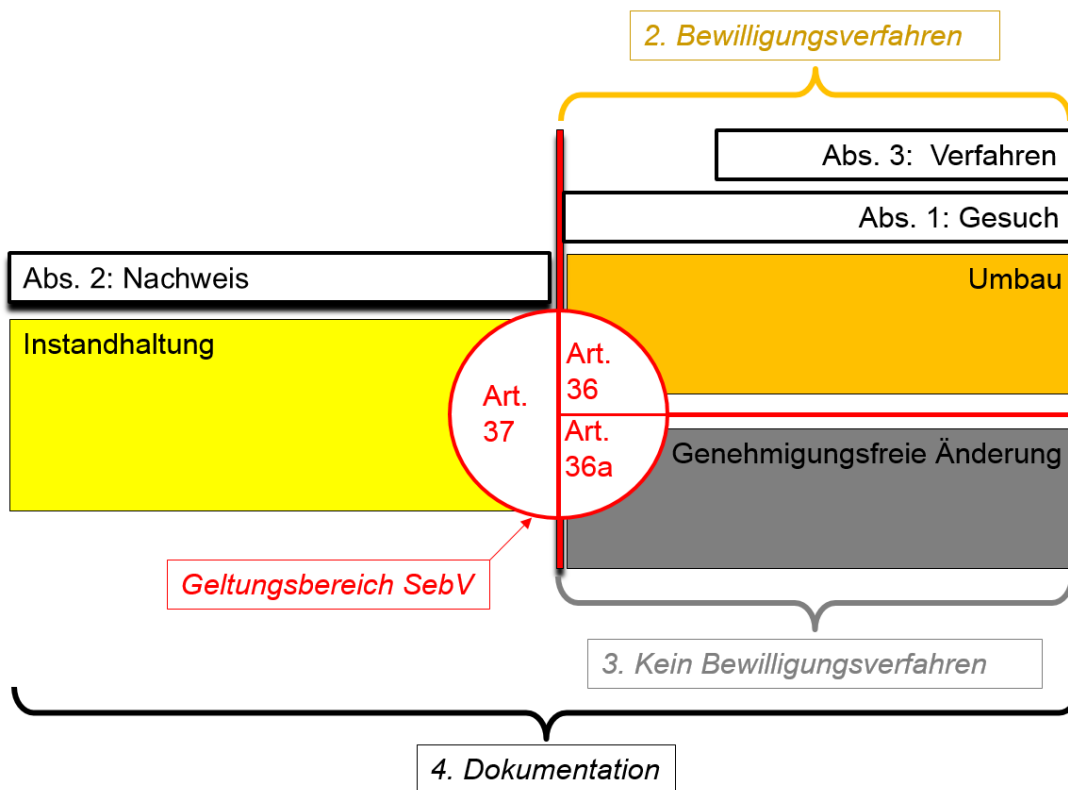 2. Bewilligungsverfahren
Abs. 3:  Verfahren
Abs. 1: Gesuch
Abs. 2: Nachweis
Umbau
Instandhaltung
Art.
36
Art.
37
Art.
36a
Genehmigungsfreie Änderung
Geltungsbereich SebV
3. Kein Bewilligungsverfahren
4. Dokumentation